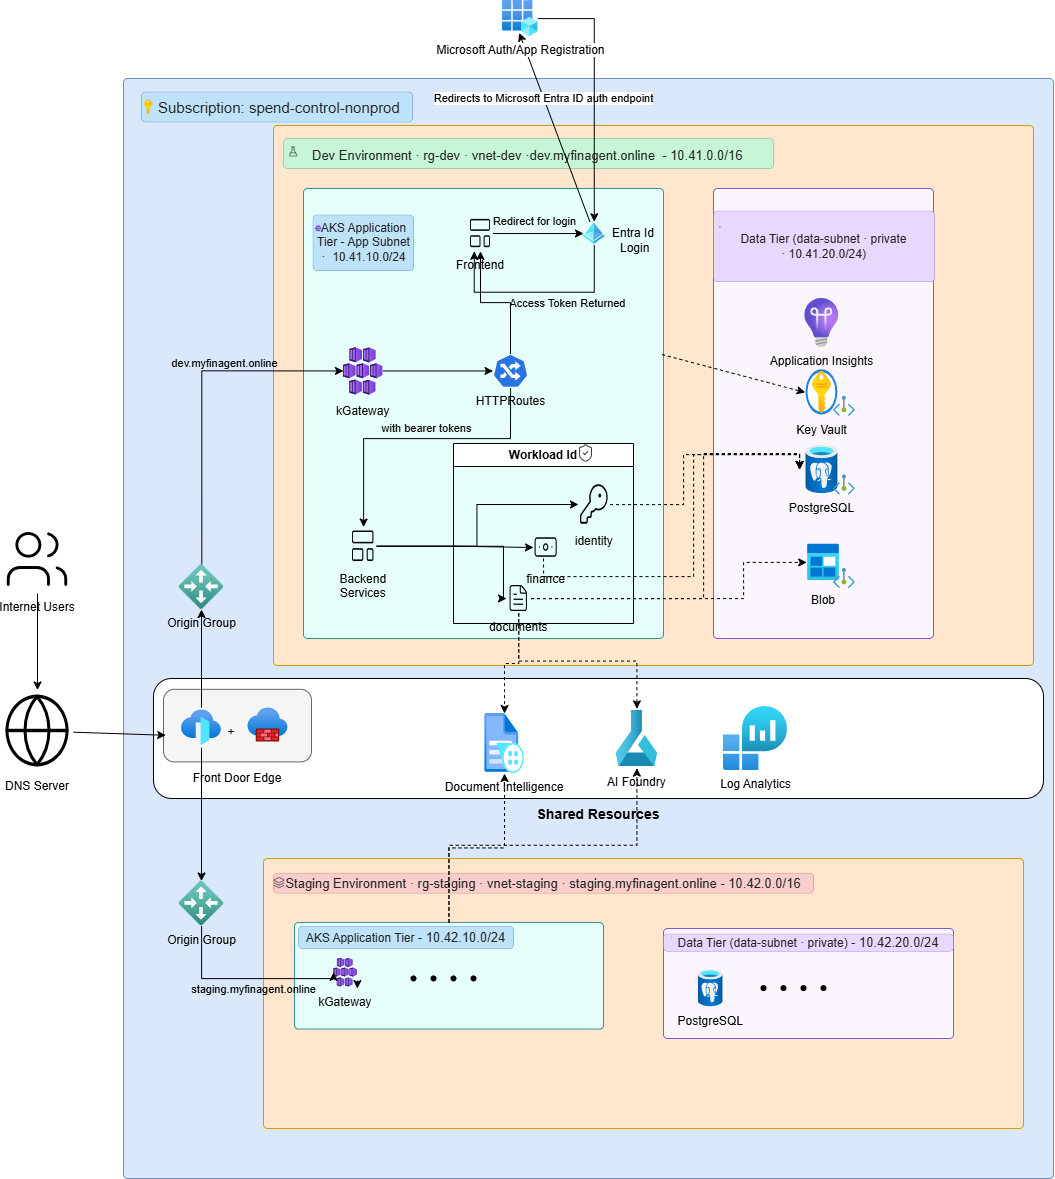 Microsoft Auth/App Registration
Redirects to Microsoft Entra ID auth endpoint
Subscription: spend-control-nonprod
Dev Environment · rg-dev · vnet-dev ·dev.myfinagent.online - 10.41.0.0/16
AKS Application
Tier - App Subnet
· 10.41.10.0/24
Redirect for login
Frontend
Entra Id
Login
Access Token Returned
Data Tier (data-subnet · private
· 10.41.20.0/24)
Application Insights
Key Vault
PostgreSQL
Blob
dev.myfinagent.online
kGateway
HTTPRoutes
with bearer tokens
Workload Id
identity
finance
documents
Backend
Services
Internet Users
Origin Group
DNS Server
+
Front Door Edge
Document Intelligence
AI Foundry
Log Analytics
Shared Resources
Staging Environment · rg-staging · vnet-staging · staging.myfinagent.online - 10.42.0.0/16
Origin Group
staging.myfinagent.online
AKS Application Tier - 10.42.10.0/24
kGateway
Data Tier (data-subnet · private) - 10.42.20.0/24
PostgreSQL